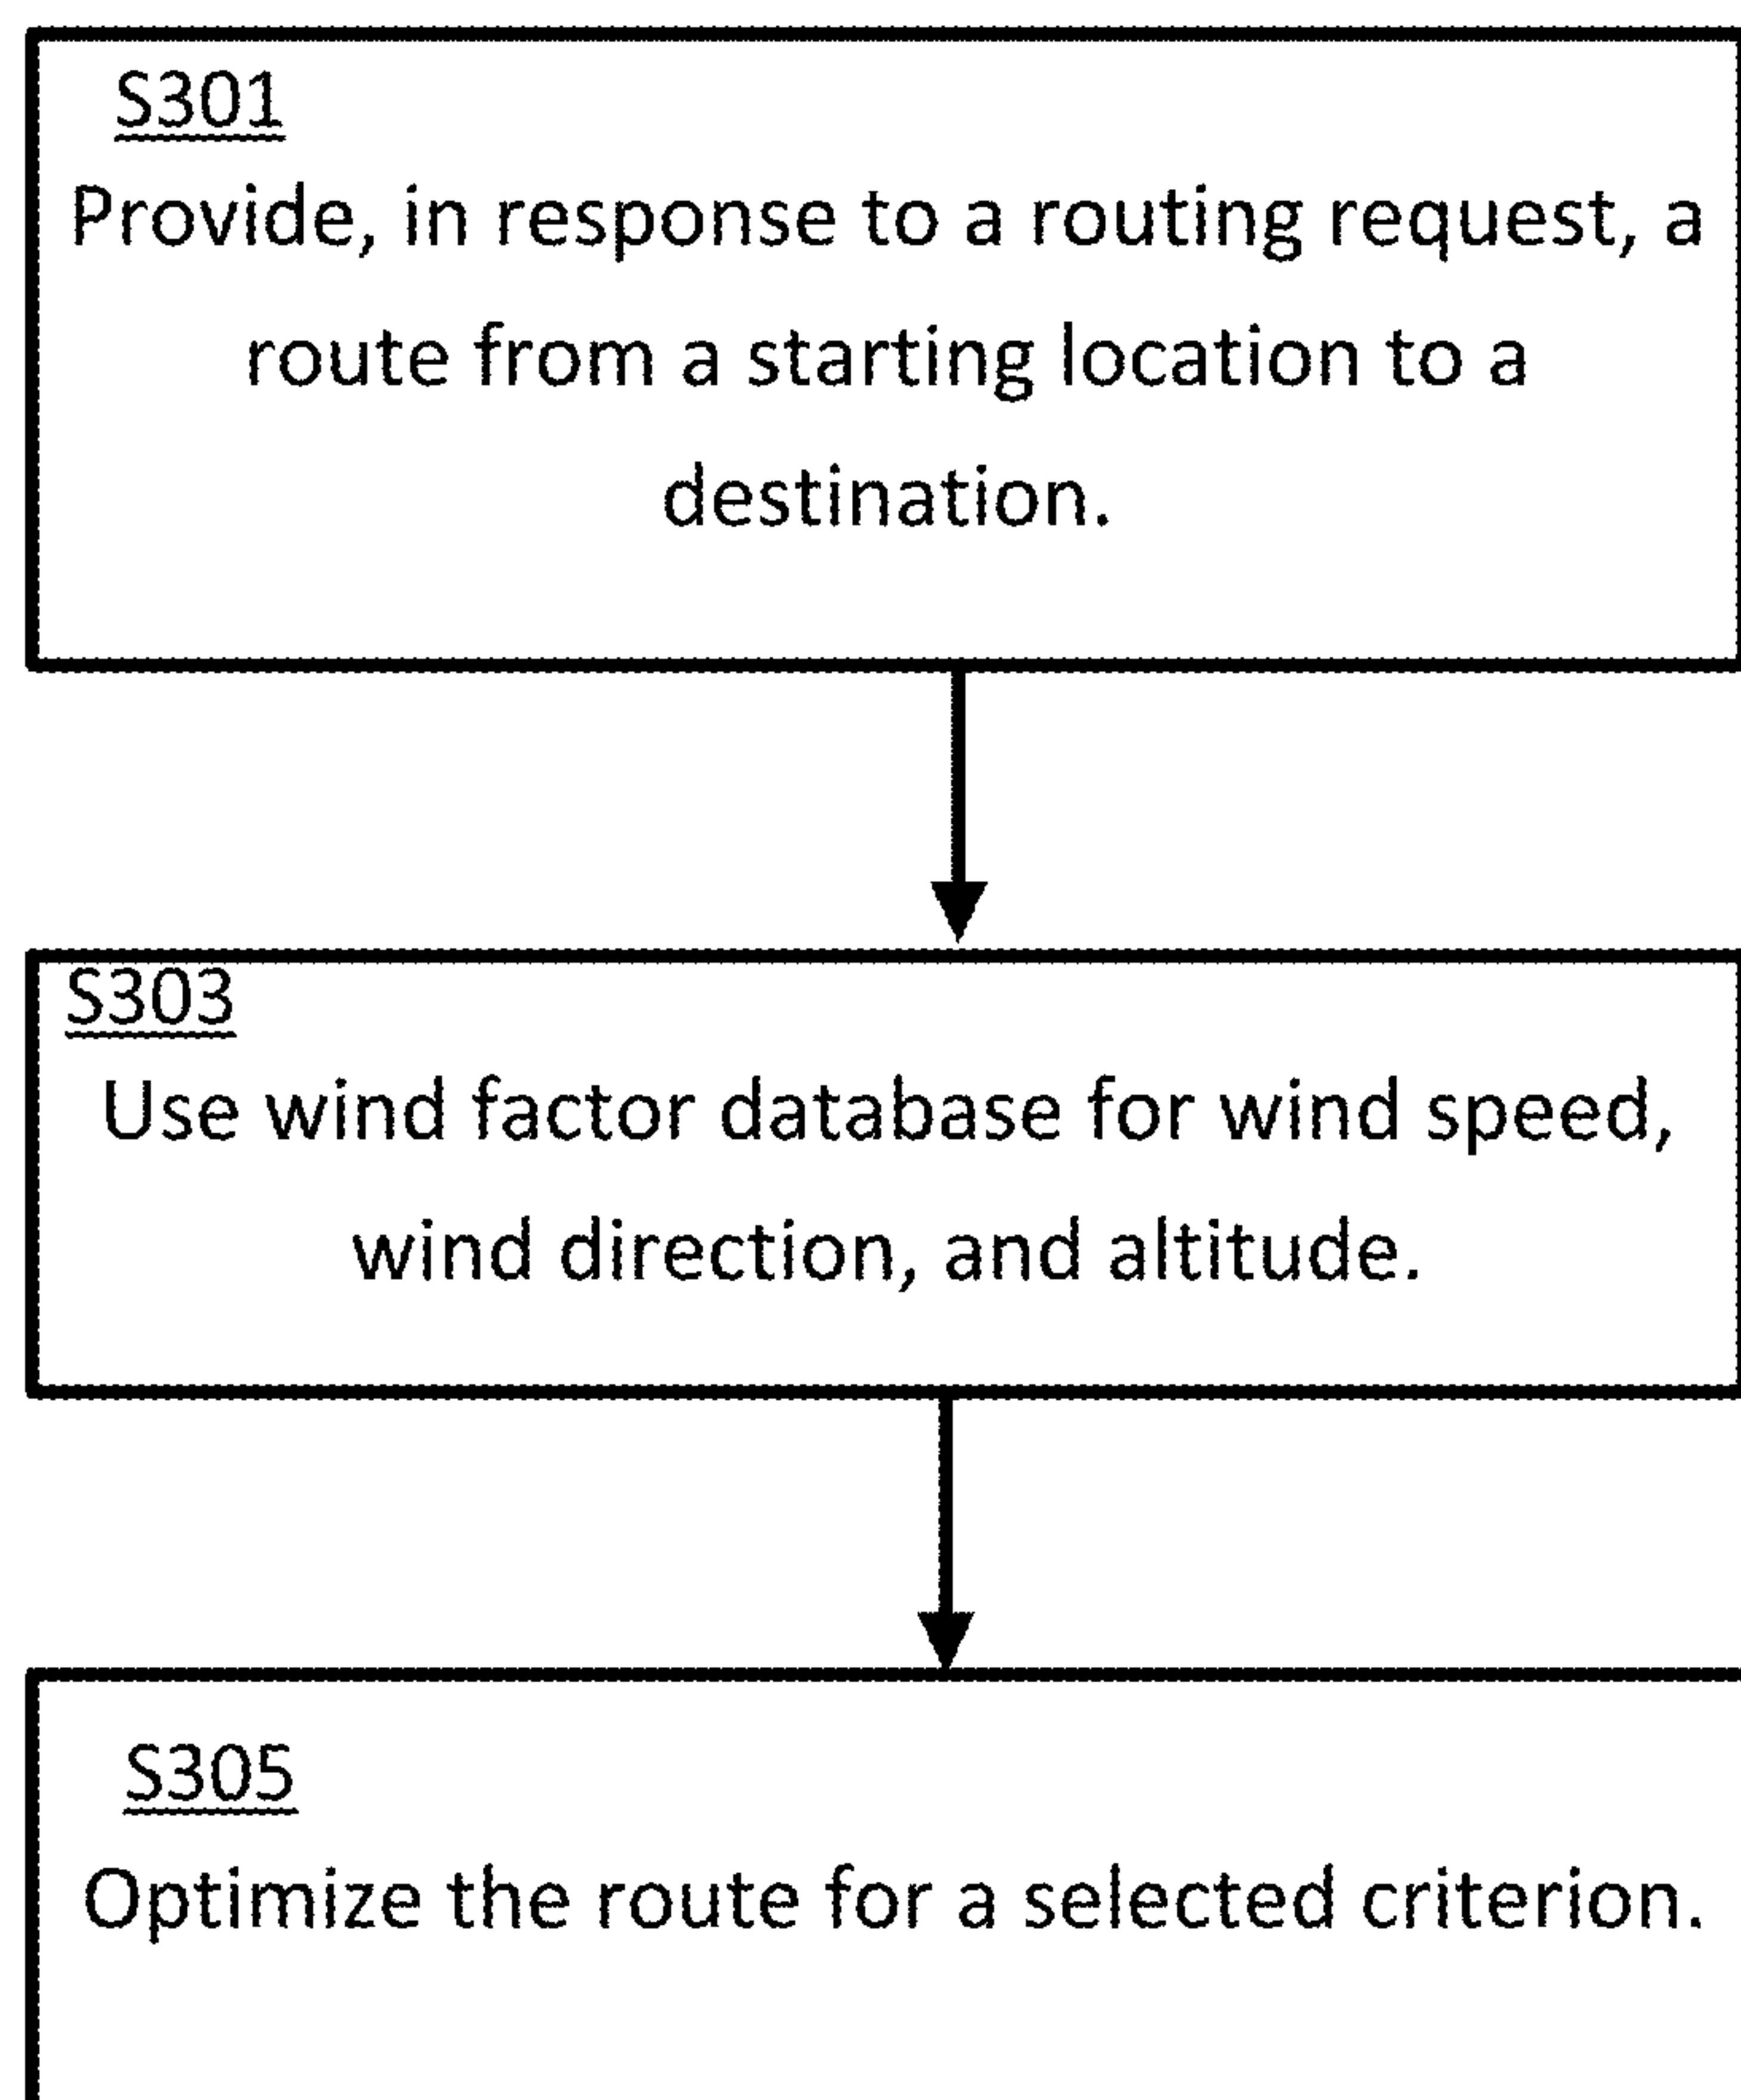 S301
Provide, in response to a routing request, a
route from a starting location to a
destination.
S303
Use wind factor database for wind speed,
wind direction, and altitude.
S305
Optimize the route for a selected criterion.